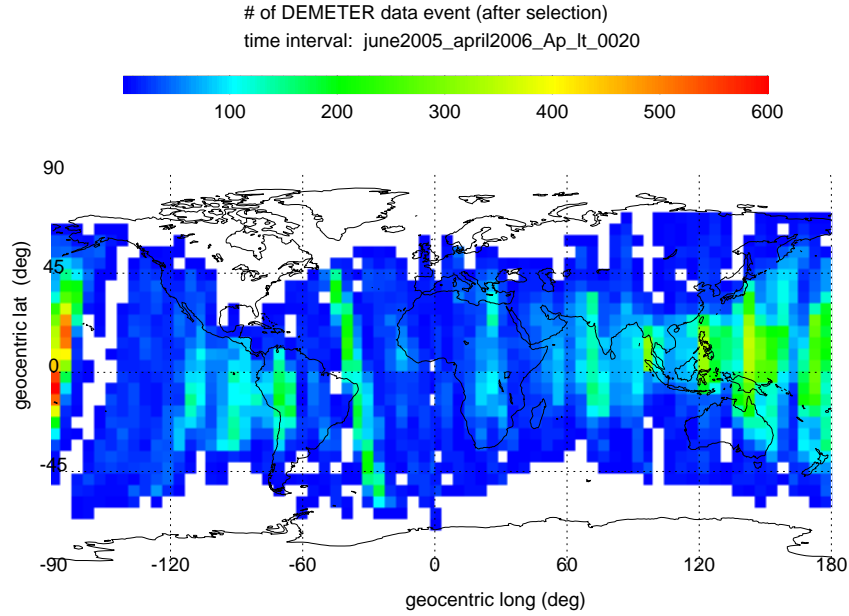 # of DEMETER data event (after selection)
time interval: june2005_april2006_Ap_lt_0020
100 200 300 400 500 600
90
45
0
-45
-90
geocentric lat (deg)
-120 -60 0 60 120 180
geocentric long (deg)